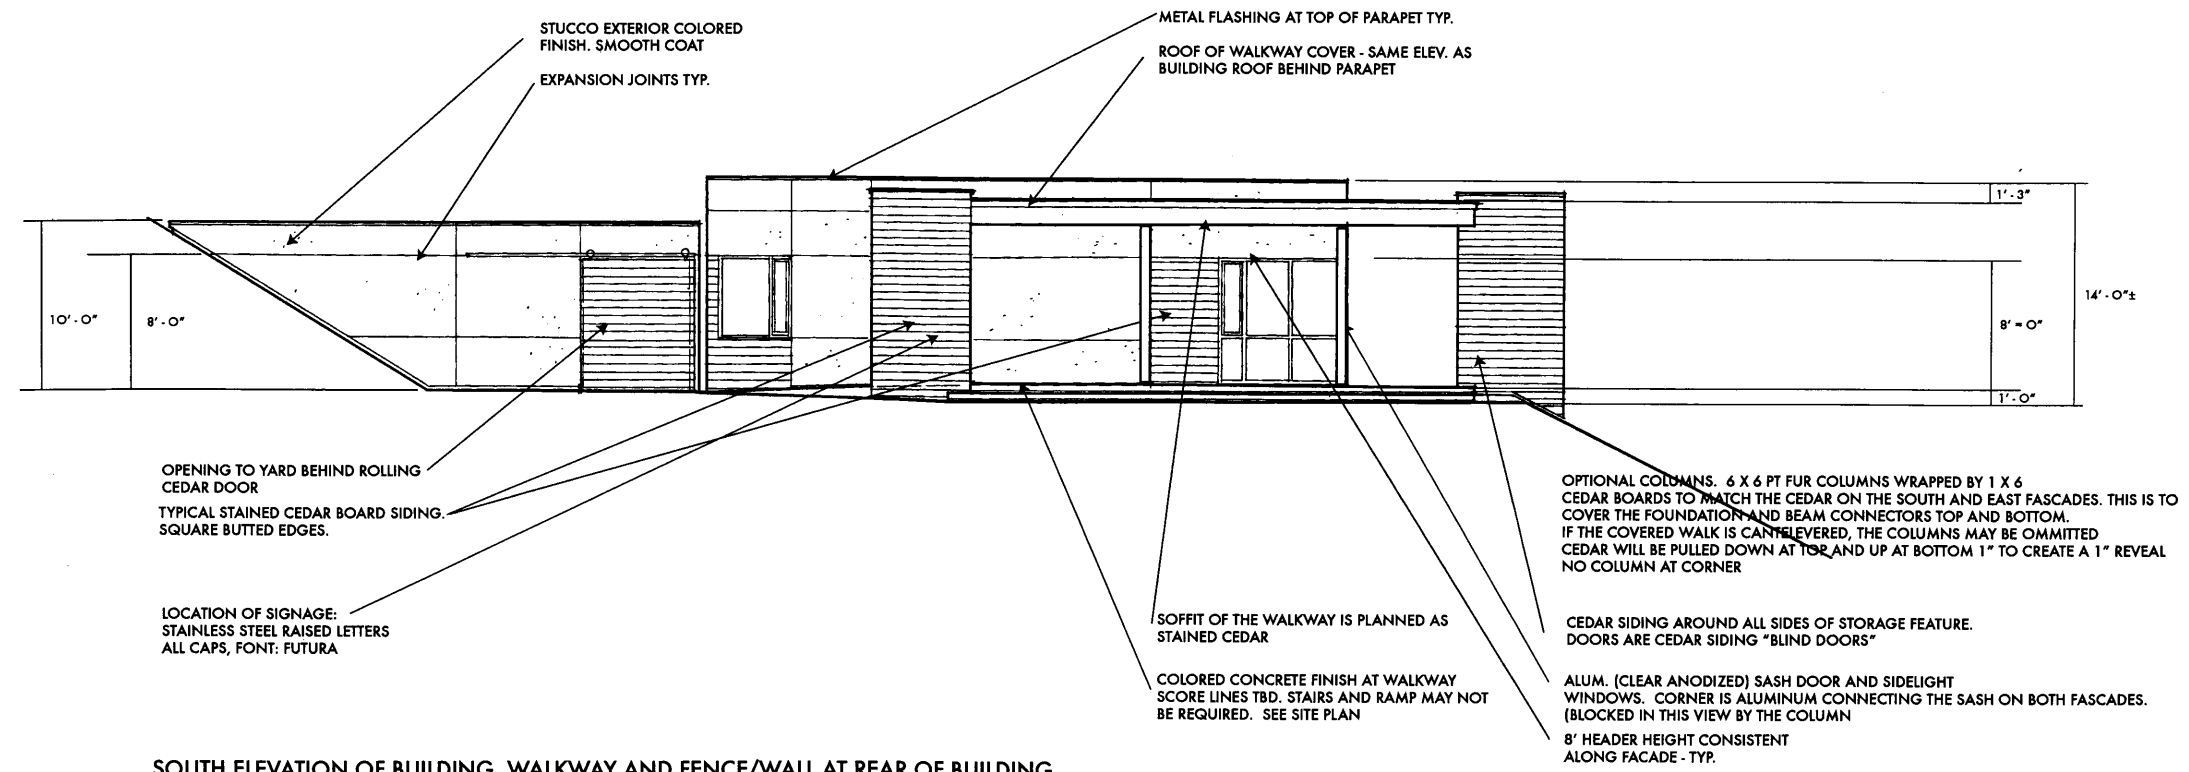 STUCCO EXTERIOR COLORED
FINISH. SMOOTH COAT
EXPANSION JOINTS TYP.
METAL FLASHING AT TOP OF PARAPET TYP.
ROOF OF WALKWAY COVER - SAME ELEV. AS
BUILDING ROOF BEHIND PARAPET
10' - 0"
8' - 0"
1' - 3"
14' - 0"±
8' - 0"
1' - 0"
OPENING TO YARD BEHIND ROLLING
CEDAR DOOR
TYPICAL STAINED CEDAR BOARD SIDING.
SQUARE BUTTED EDGES.
LOCATION OF SIGNAGE:
STAINLESS STEEL RAISED LETTERS
ALL CAPS, FONT: FUTURA
SOFFIT OF THE WALKWAY IS PLANNED AS
STAINED CEDAR
COLORED CONCRETE FINISH AT WALKWAY
SCORE LINES TBD. STAIRS AND RAMP MAY NOT
BE REQUIRED. SEE SITE PLAN
OPTIONAL COLUMNS. 6 X 6 PT FUR COLUMNS WRAPPED BY 1 X 6
CEDAR BOARDS TO MATCH THE CEDAR ON THE SOUTH AND EAST FASCADES. THIS IS TO
COVER THE FOUNDATION AND BEAM CONNECTORS TOP AND BOTTOM.
IF THE COVERED WALK IS CANTELEVERED, THE COLUMNS MAY BE OMMITTED
CEDAR WILL BE PULLED DOWN AT TOP AND UP AT BOTTOM 1" TO CREATE A 1" REVEAL
NO COLUMN AT CORNER
CEDAR SIDING AROUND ALL SIDES OF STORAGE FEATURE.
DOORS ARE CEDAR SIDING "BLIND DOORS"
ALUM. (CLEAR ANODIZED) SASH DOOR AND SIDELIGHT
WINDOWS. CORNER IS ALUMINUM CONNECTING THE SASH ON BOTH FASCADES.
(BLOCKED IN THIS VIEW BY THE COLUMN
8' HEADER HEIGHT CONSISTENT
ALONG FACADE - TYP.
SOUTH ELEVATION OF BUILDING, WALKWAY AND FENCE/WALL AT REAR OF BUILDING